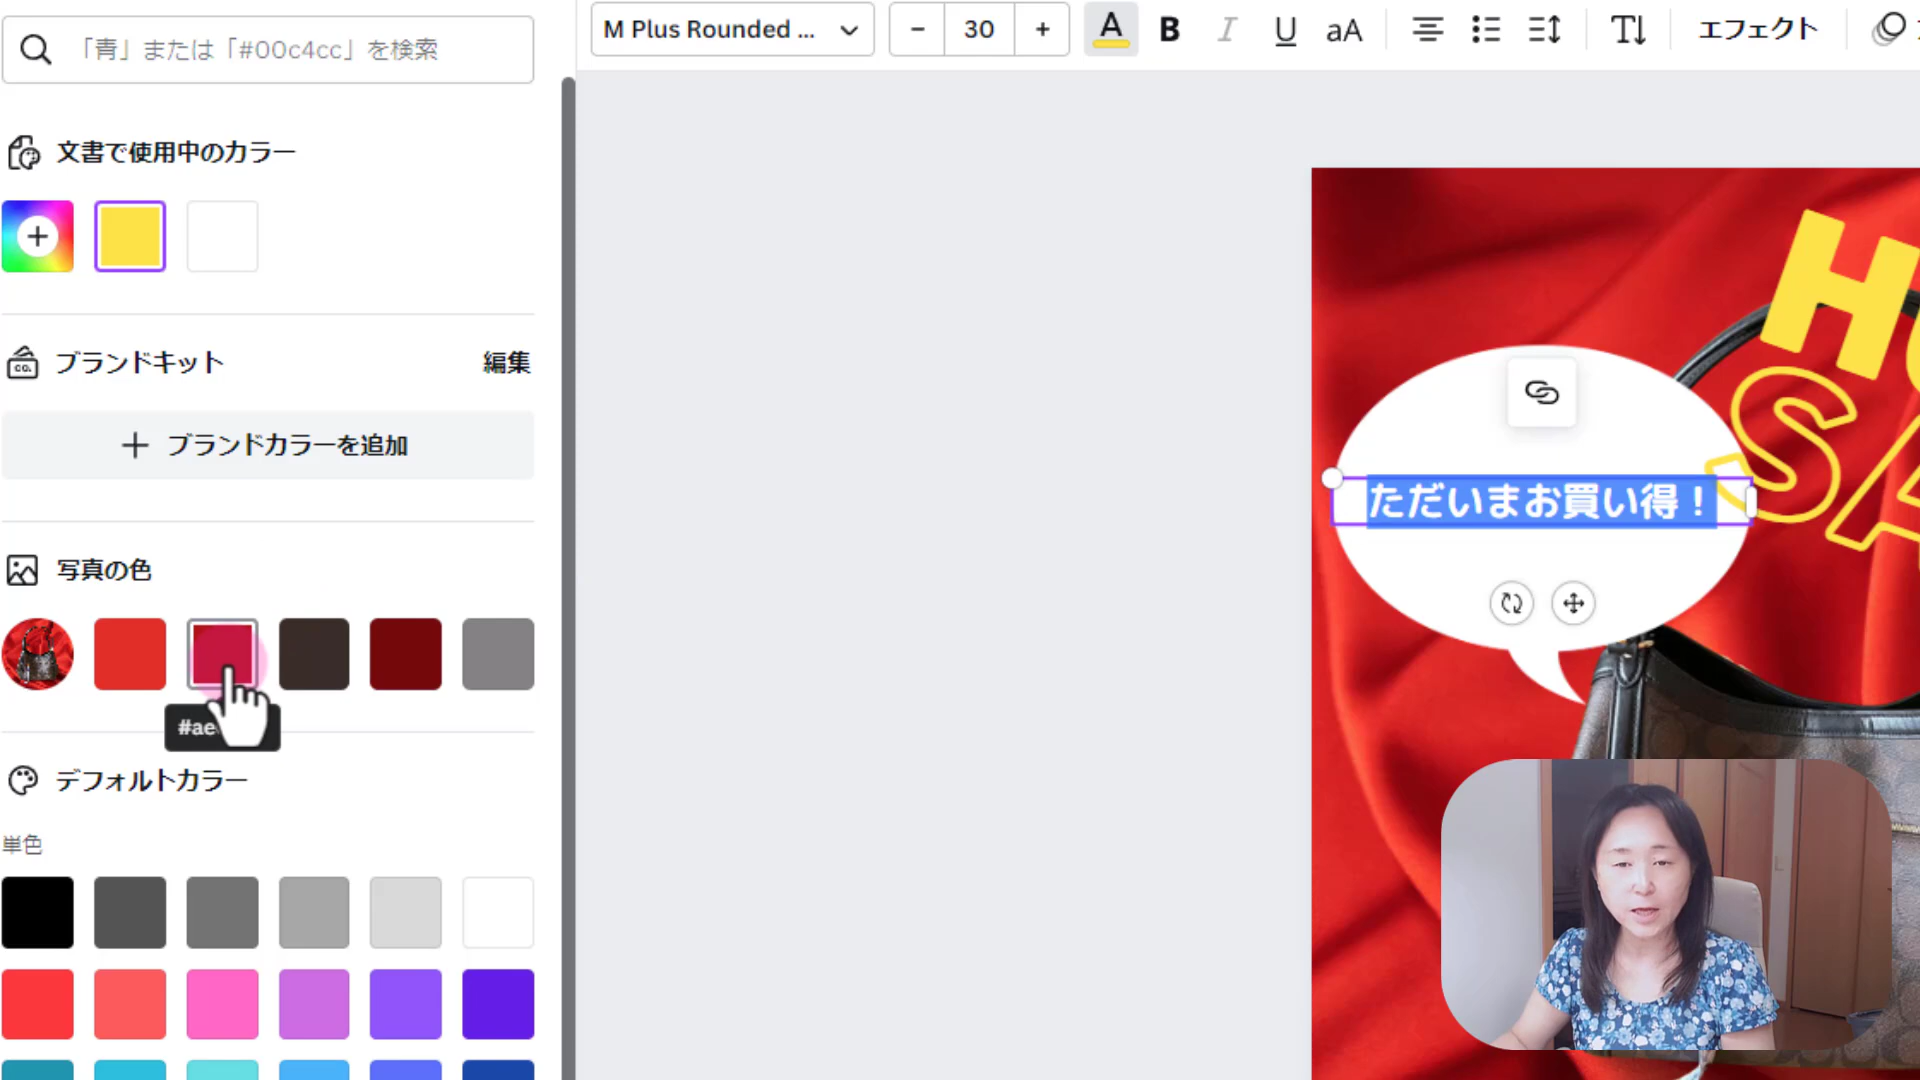 「青」または「#00c4cc」を検索
M Plus Rounded ...
30
A
B
I
U
aA
エフェクト
文書で使用中のカラー
ブランドキット
編集
CO.
ブランドカラーを追加
写真の色
#ae
デフォルトカラー
単色
ただいまお買い得！